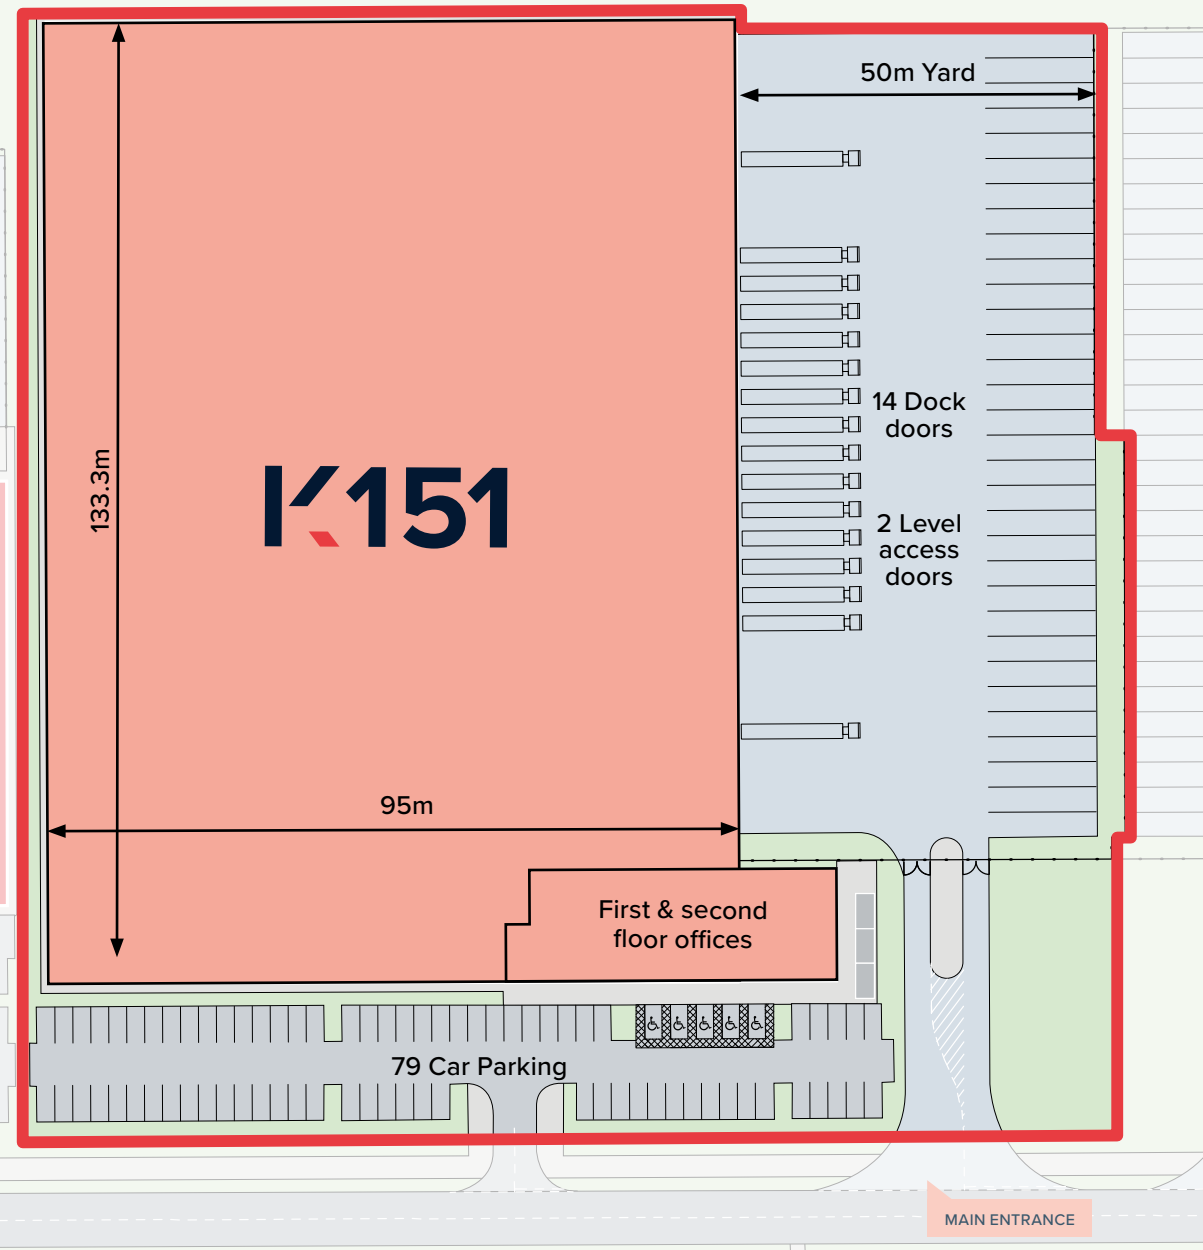 50m Yard
14 Dock
doors
133.3m
K151
2 Level
access
doors
95m
First & second
floor offices
79 Car Parking
MAIN ENTRANCE